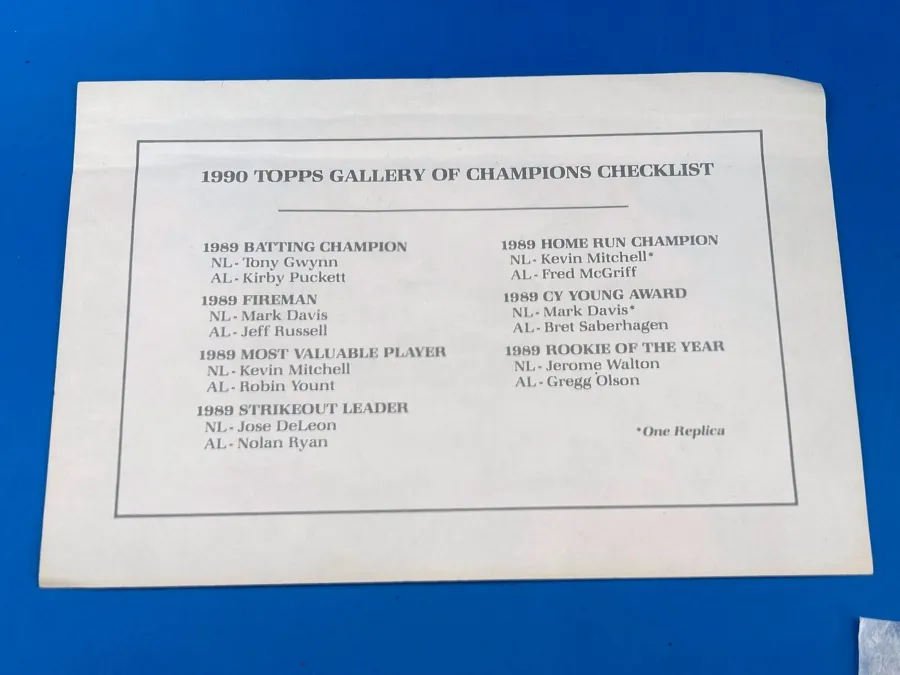 1990 TOPPS GALLERY OF CHAMPIONS CHECKLIST
1989 BATTING CHAMPION
NL - Tony Gwynn
AL - Kirby Puckett
1989 FIREMAN
NL - Mark Davis
AL - Jeff Russell
1989 MOST VALUABLE PLAYER
NL - Kevin Mitchell
AL - Robin Yount
1989 STRIKEOUT LEADER
NL - Jose DeLeon
AL - Nolan Ryan
1989 HOME RUN CHAMPION
NL - Kevin Mitchell*
AL - Fred McGriff
1989 CY YOUNG AWARD
NL - Mark Davis*
AL - Bret Saberhagen
1989 ROOKIE OF THE YEAR
NL - Jerome Walton
AL - Gregg Olson
*One Replica